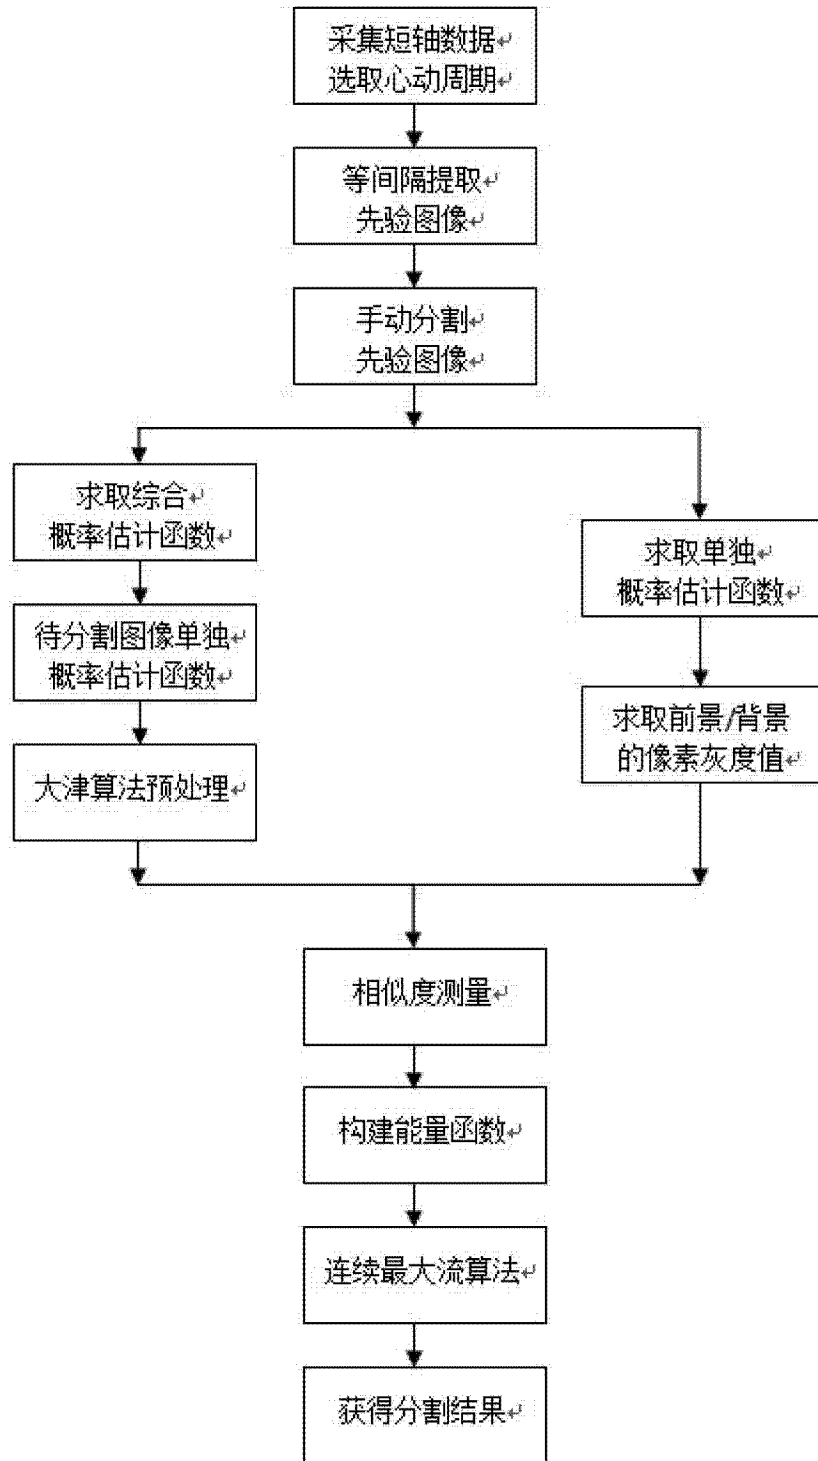 采集短轴数据↵
选取心动周期↵
等间隔提取↵
先验图像↵
手动分割↵
先验图像↵
求取综合↵
概率估计函数↵
待分割图像单独↵
概率估计函数↵
大津算法预处理↵
求取单独↵
概率估计函数↵
求取前景/背景
的像素灰度值↵
相似度测量↵
构建能量函数↵
连续最大流算法↵
获得分割结果↵